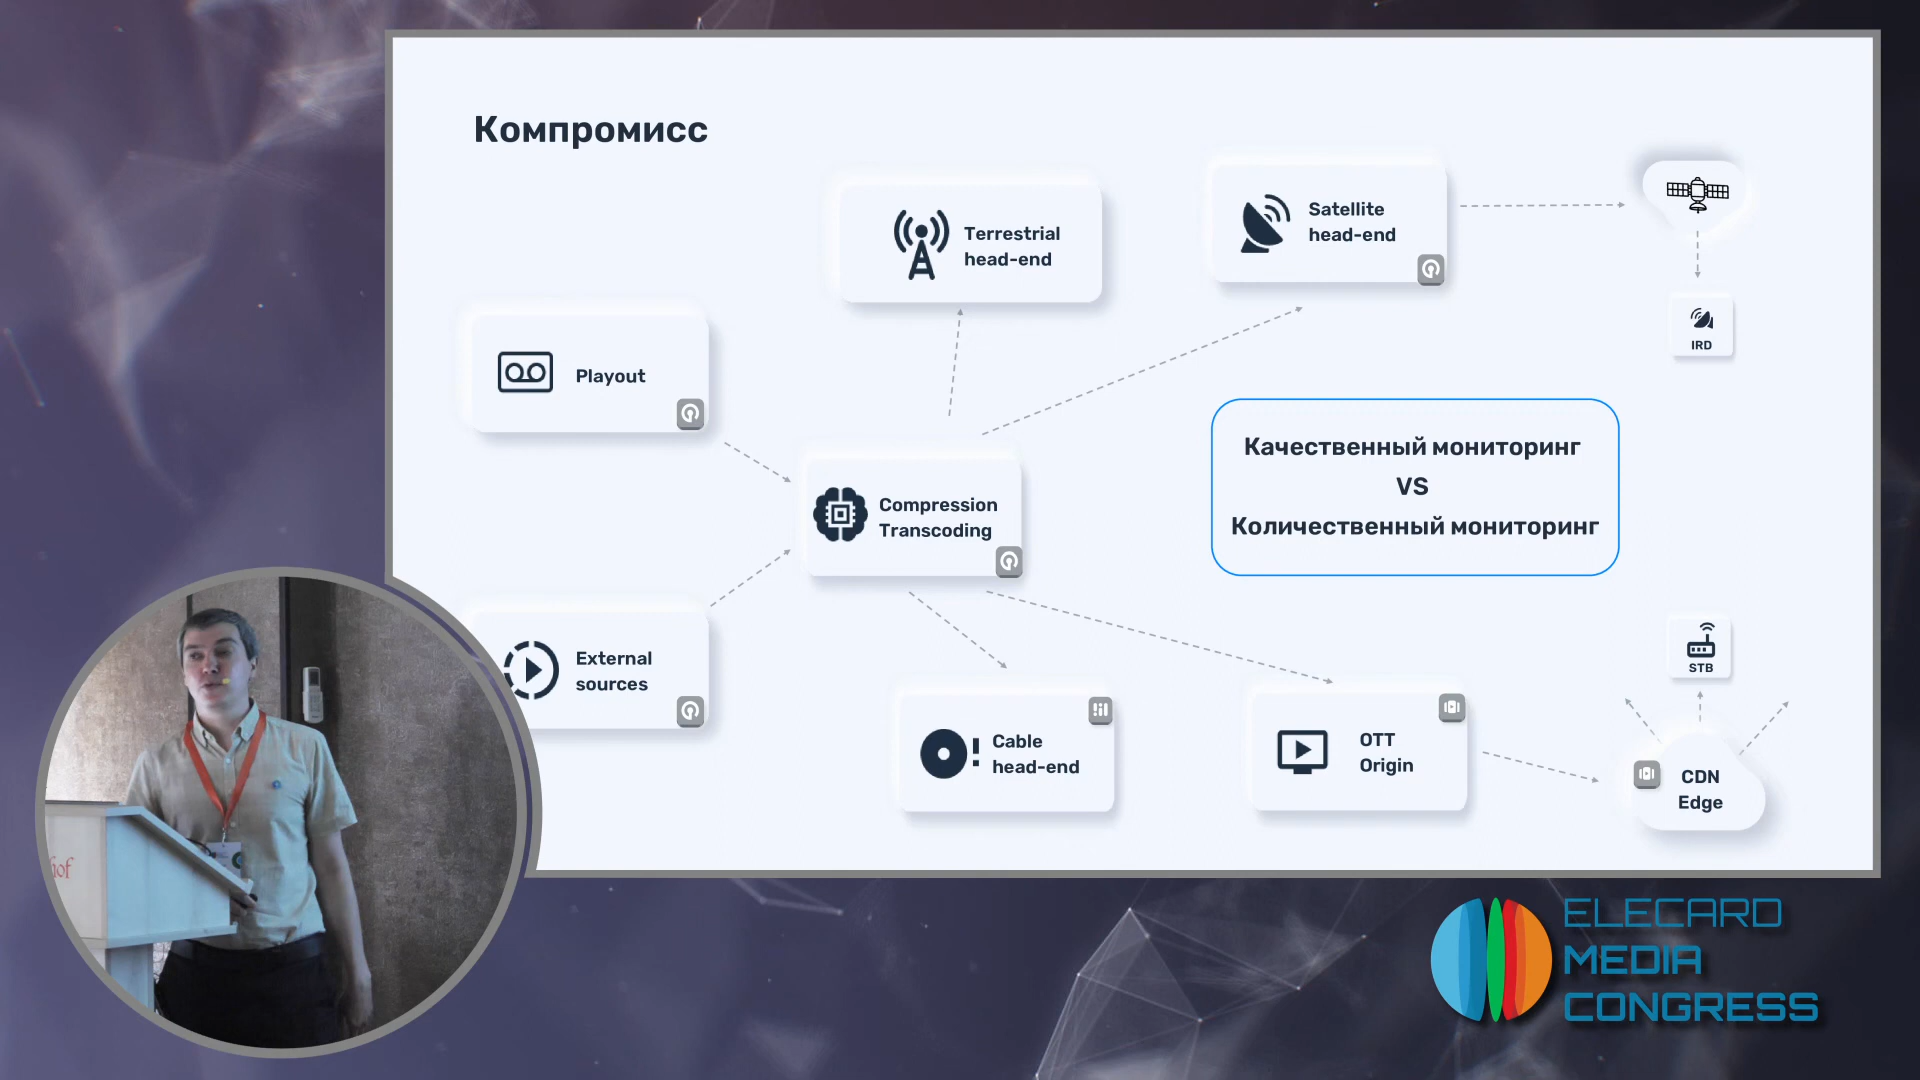 Компромисс
Terrestrial
head-end
Satellite
head-end
IRD
Playout
Качественный мониторинг
VS
Количественный мониторинг
Compression
Transcoding
External
sources
STB
Cable
head-end
OTT
Origin
CDN
Edge
hof
ELECARD
MEDIA
CONGRESS